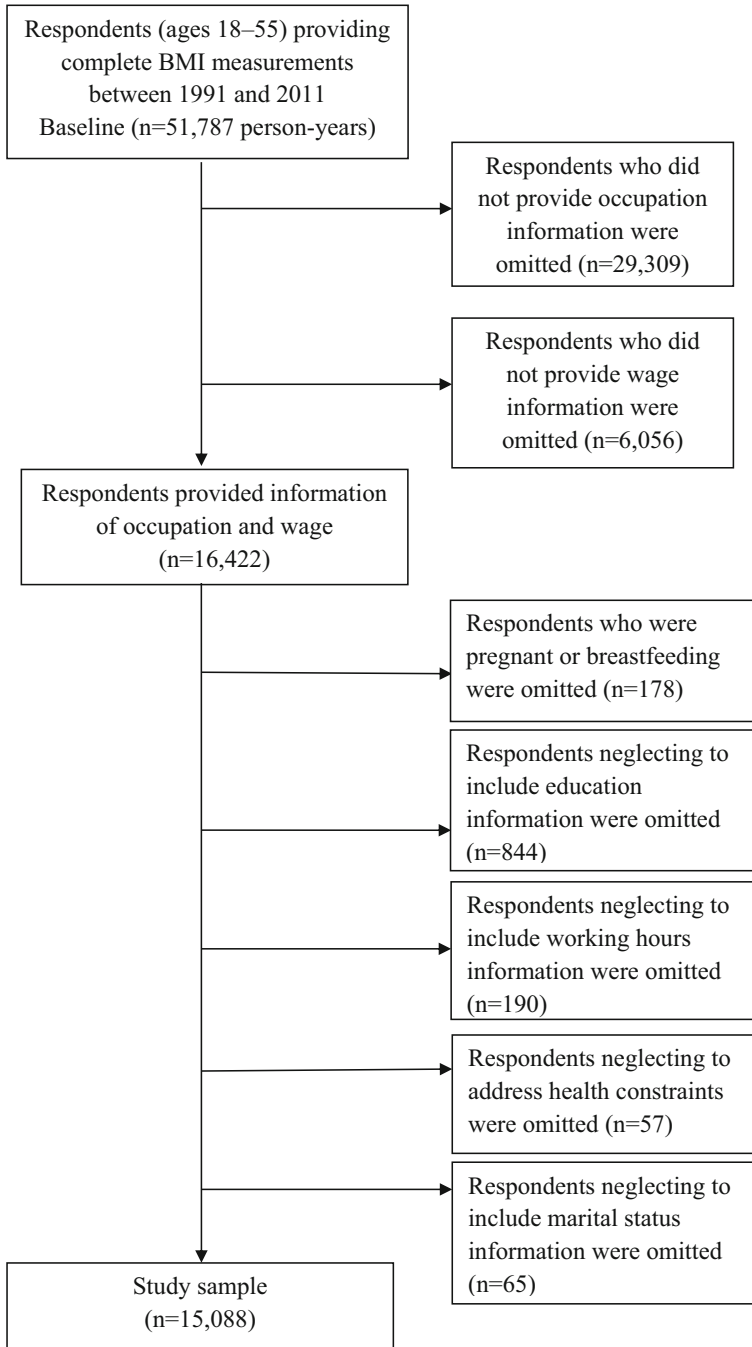 Respondents (ages 18–55) providing
complete BMI measurements
between 1991 and 2011
Baseline (n=51,787 person-years)
Respondents who did
not provide occupation
information were
omitted (n=29,309)
Respondents who did
not provide wage
information were
omitted (n=6,056)
Respondents provided information
of occupation and wage
(n=16,422)
Respondents who were
pregnant or breastfeeding
were omitted (n=178)
Respondents neglecting to
include education
information were omitted
(n=844)
Respondents neglecting to
include working hours
information were omitted
(n=190)
Respondents neglecting to
address health constraints
were omitted (n=57)
Respondents neglecting to
include marital status
information were omitted
(n=65)
Study sample
(n=15,088)